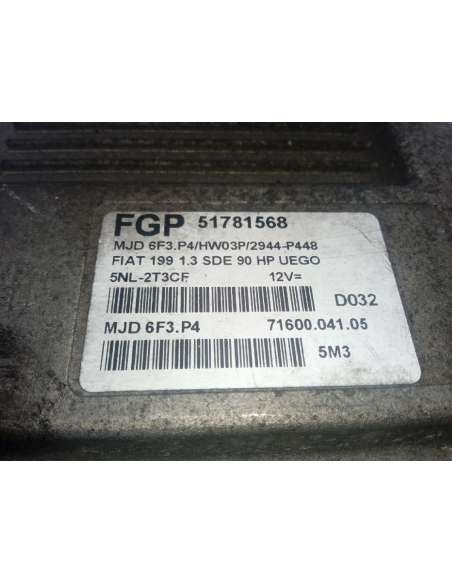 FGP 51781568
MJD 6F3.P4/HW03P/2944-P448
FIAT 199 1.3 SDE 90 HP UEGO
5NL-2T3CF 12V=
D032
MJD 6F3.P4 71600.041.05
5M3